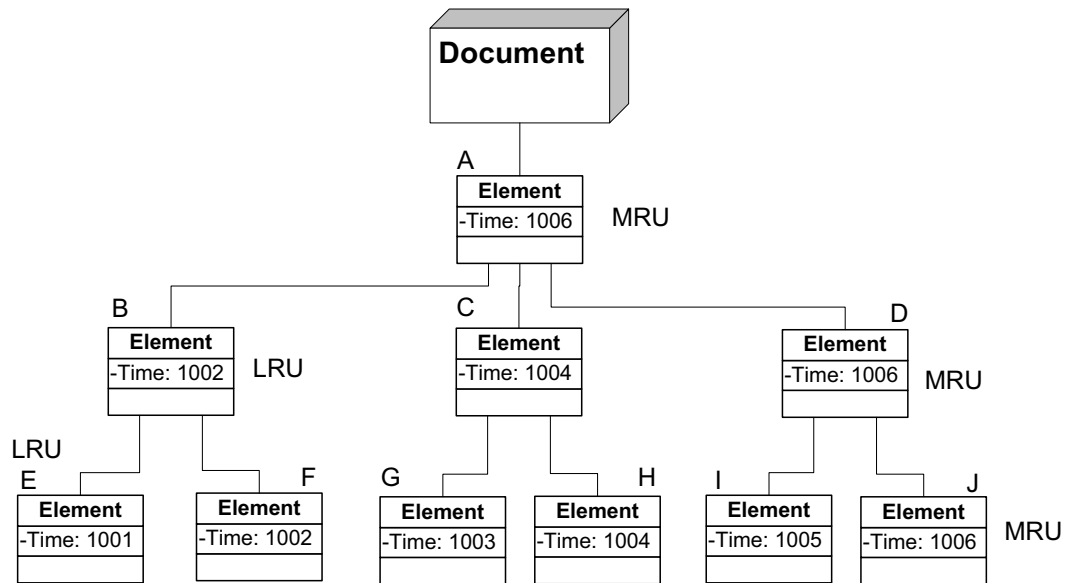 Document
A
Element
-Time: 1006
MRU
B
Element
-Time: 1002
LRU
C
Element
-Time: 1004
D
Element
-Time: 1006
MRU
LRU
E
Element
-Time: 1001
F
Element
-Time: 1002
G
Element
-Time: 1003
H
Element
-Time: 1004
I
Element
-Time: 1005
J
Element
-Time: 1006
MRU